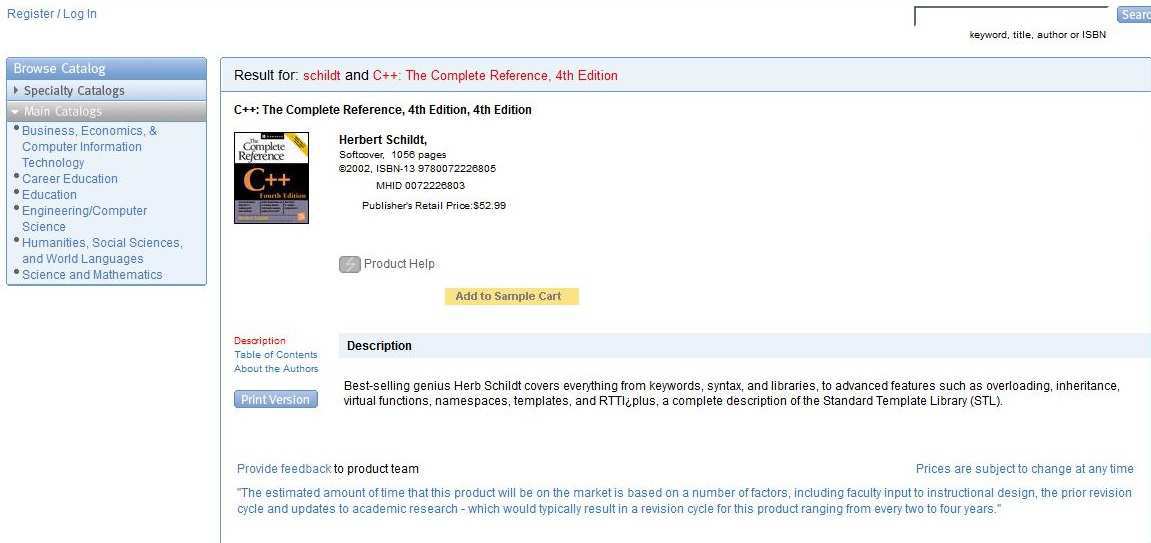 Register / Log In
Searc
keyword, title, author or ISBN
Browse Catalog
Specialty Catalogs
Main Catalogs
Business, Economics, &
Computer Information
Technology
Career Education
Education
Engineering/Computer
Science
Humanities, Social Sciences,
and World Languages
Science and Mathematics
Result for: schildt and C++: The Complete Reference, 4th Edition
C++: The Complete Reference, 4th Edition, 4th Edition
The
Complete
Reference
C++
Fourth Edition
Herbert Schildt,
Softcover, 1056 pages
©2002, ISBN-13 9780072226805
MHID 0072226803
Publisher's Retail Price:$52.99
Product Help
Add to Sample Cart
Description
Table of Contents
About the Authors
Print Version
Description
Best-selling genius Herb Schildt covers everything from keywords, syntax, and libraries, to advanced features such as overloading, inheritance,
virtual functions, namespaces, templates, and RTTI¿plus, a complete description of the Standard Template Library (STL).
Provide feedback to product team
Prices are subject to change at any time
"The estimated amount of time that this product will be on the market is based on a number of factors, including faculty input to instructional design, the prior revision
cycle and updates to academic research - which would typically result in a revision cycle for this product ranging from every two to four years."